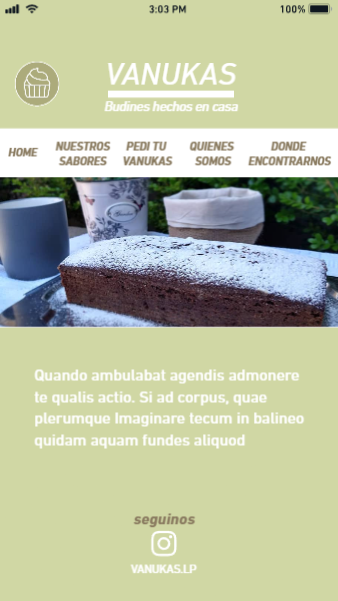 3:03 PM
100%
VANUKAS
Budines hechos en casa
HOME
NUESTROS
SABORES
PEDI TU
VANUKAS
QUIENES
SOMOS
DONDE
ENCONTRARNOS
Quando ambulabat agendis admonere
te qualis actio. Si ad corpus, quae
plerumque Imaginare tecum in balineo
quidam aquam fundes aliquod
seguinos
VANUKAS.LP